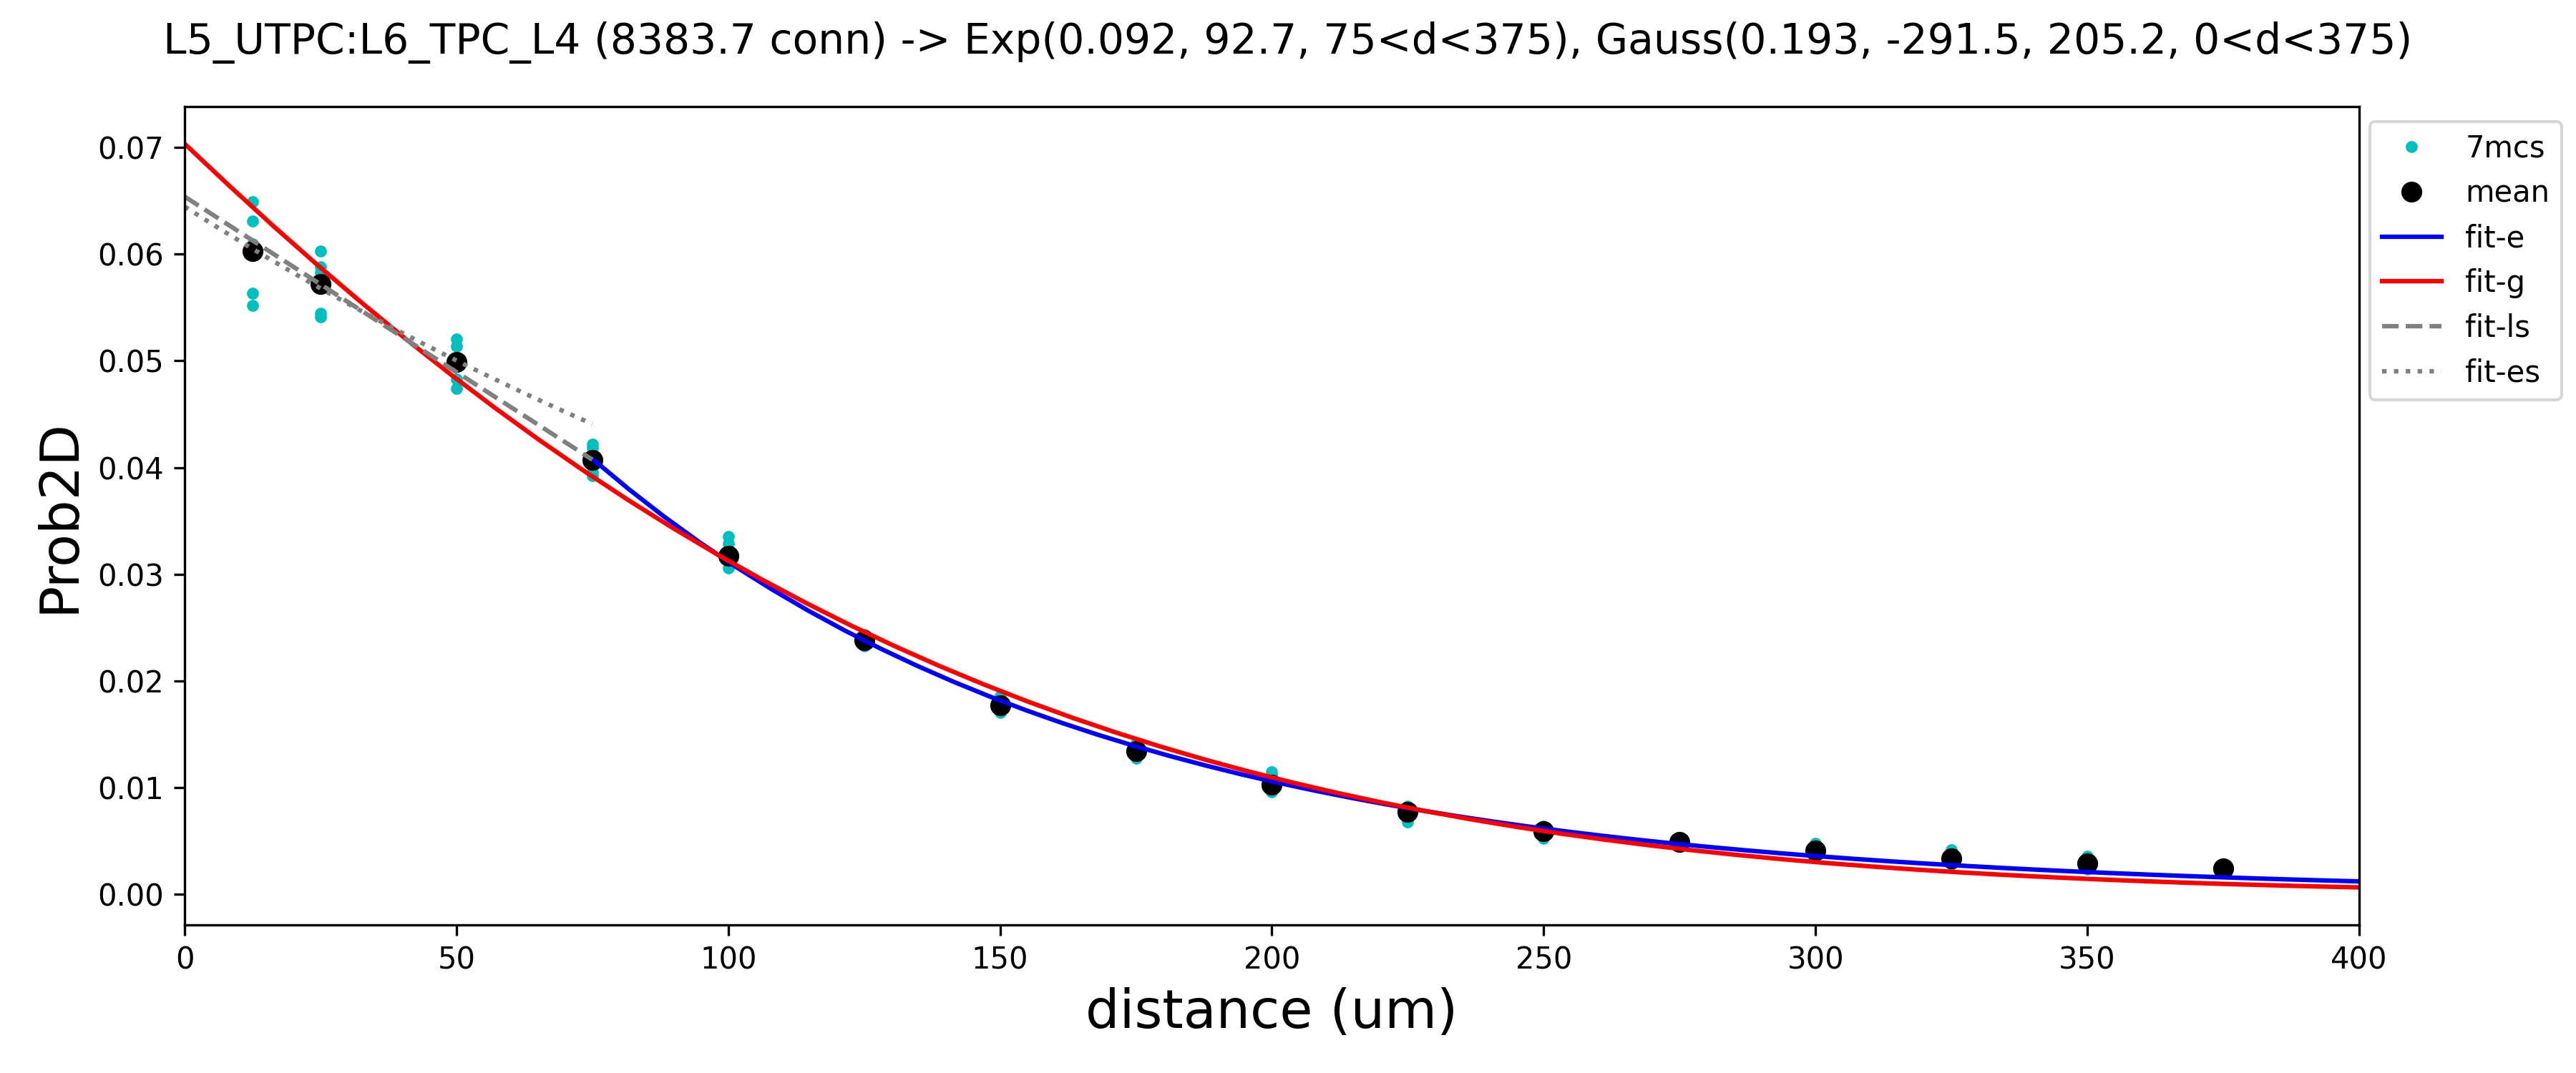 L5_UTPC:L6_TPC_L4 (8383.7 conn) -> Exp(0.092, 92.7, 75<d<375), Gauss(0.193, -291.5, 205.2, 0<d<375)
0.07
0.06
0.05
0.04
0.03
0.02
0.01
0.00
Prob2D
0 50 100 150 200 250 300 350 400
distance (um)
7mcs
mean
fit-e
fit-g
fit-ls
fit-es